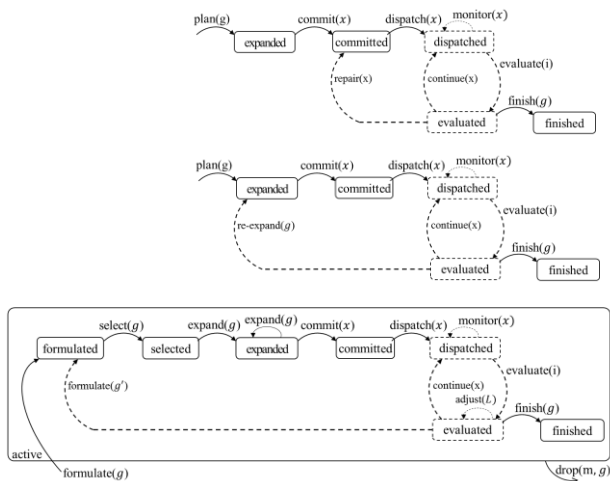 monitor(x)
plan(g) commit(x) dispatch(x)
expanded committed dispatched
evaluate(i)
repair(x) continue(x)
finish(g)
evaluated finished
plan(g) commit(x) dispatch(x) monitor(x)
expanded committed dispatched
evaluate(i)
re-expand(g) continue(x)
finish(g)
evaluated finished
select(g) expand(g) expand(g) commit(x) dispatch(x) monitor(x)
formulated selected expanded committed dispatched
evaluate(i)
formulate(g') continue(x)
adjust(L) finish(g)
evaluated finished
active
formulate(g) drop(m, g)